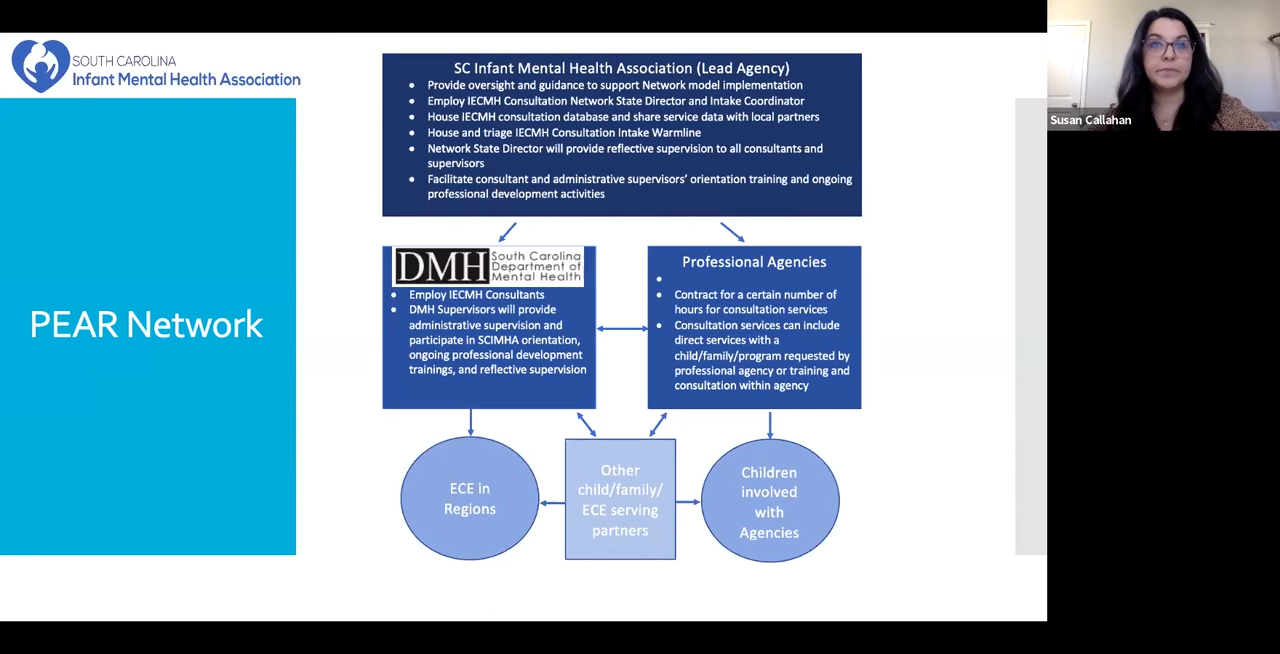 SOUTH CAROLINA
Infant Mental Health Association
PEAR Network
SC Infant Mental Health Association (Lead Agency)
• Provide oversight and guidance to support Network model implementation
• Employ IECMH Consultation Network State Director and Intake Coordinator
• House IECMH consultation database and share service data with local partners
• House and triage IECMH Consultation Intake Warmline
• Network State Director will provide reflective supervision to all consultants and
supervisors
• Facilitate consultant and administrative supervisors' orientation training and ongoing
professional development activities
DMH South Carolina
Department of
Mental Health
• Employ IECMH Consultants
• DMH Supervisors will provide
administrative supervision and
participate in SCIMHA orientation,
ongoing professional development
trainings, and reflective supervision
Professional Agencies
•
• Contract for a certain number of
hours for consultation services
• Consultation services can include
direct services with a
child/family/program requested by
professional agency or training and
consultation within agency
ECE in
Regions
Other
child/family/
ECE serving
partners
Children
involved
with
Agencies
Susan Callahan